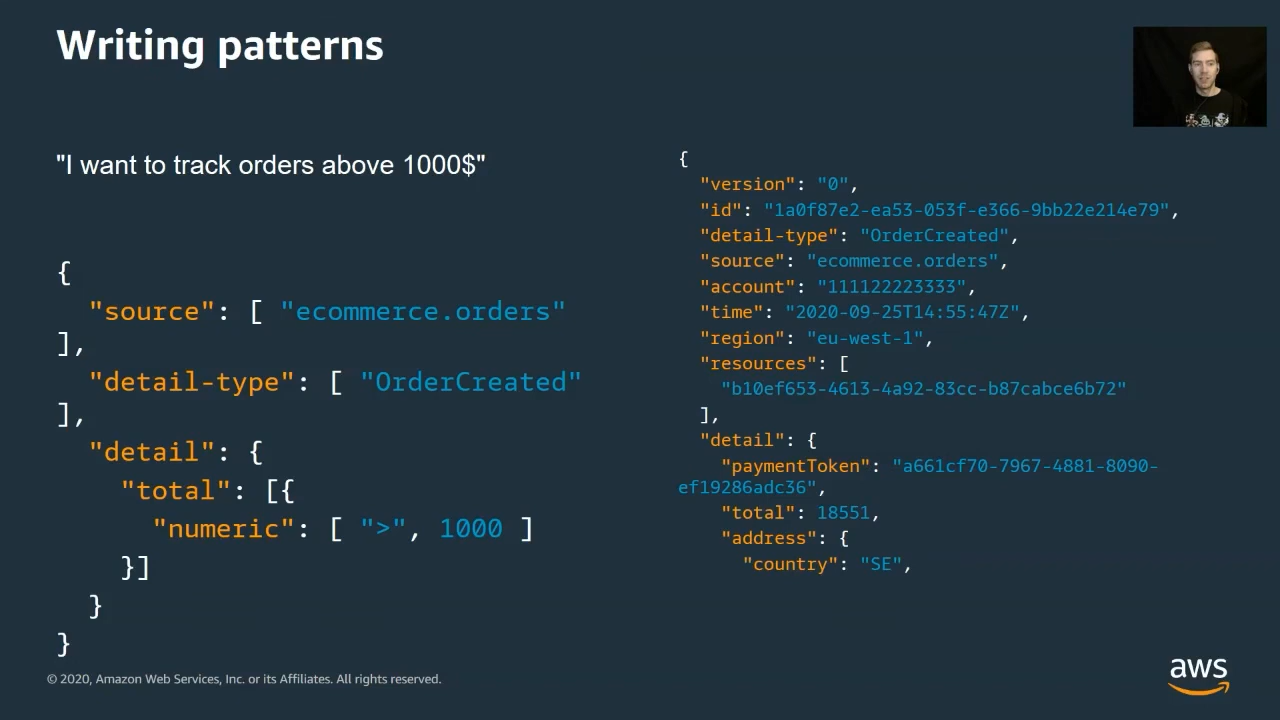 Writing patterns
"I want to track orders above 1000$"
{
  "source": [ "ecommerce.orders"
],
  "detail-type": [ "OrderCreated"
],
  "detail": {
    "total": [{
      "numeric": [ ">", 1000 ]
    }]
  }
}
{
  "version": "0",
  "id": "1a0f87e2-ea53-053f-e366-9bb22e214e79",
  "detail-type": "OrderCreated",
  "source": "ecommerce.orders",
  "account": "111122223333",
  "time": "2020-09-25T14:55:47Z",
  "region": "eu-west-1",
  "resources": [
    "b10ef653-4613-4a92-83cc-b87cabce6b72"
  ],
  "detail": {
    "paymentToken": "a661cf70-7967-4881-8090-
ef19286adc36",
    "total": 18551,
    "address": {
      "country": "SE",
© 2020, Amazon Web Services, Inc. or its Affiliates. All rights reserved.
aws